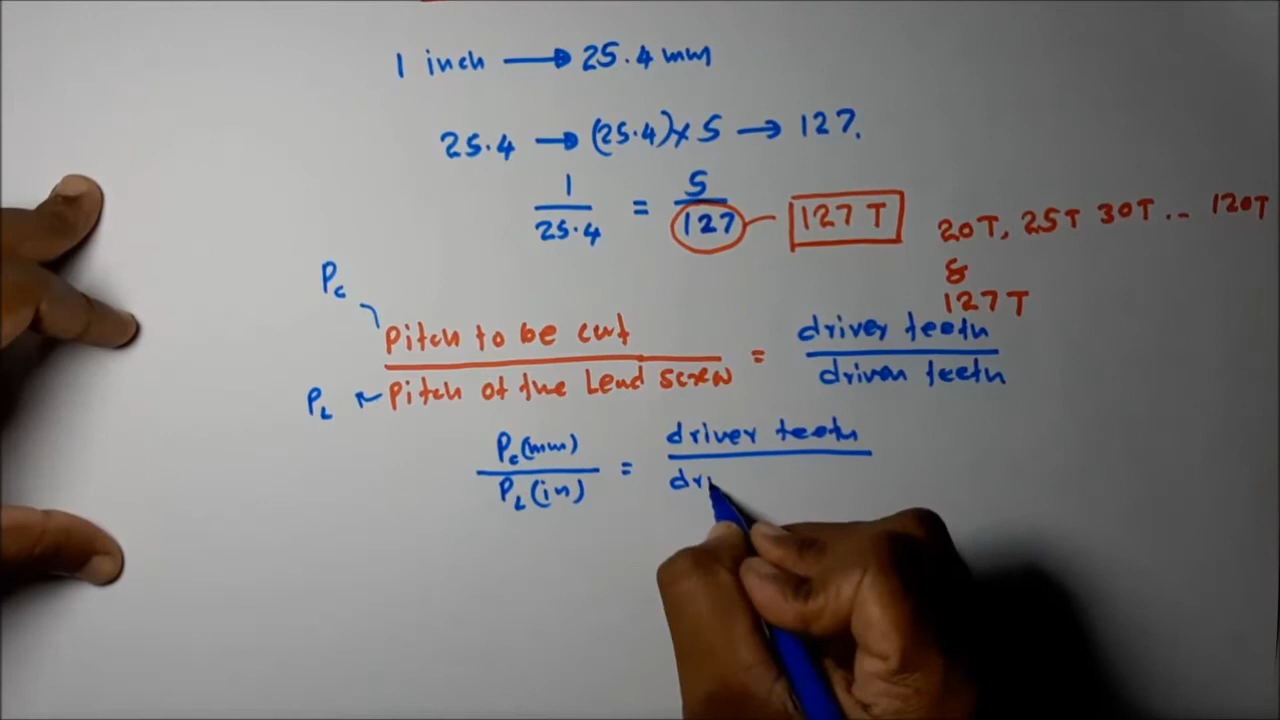 1 inch → 25.4 mm
25.4 → (25.4)×5 → 127.
1/25.4 = 5/127 — 127 T
20T, 25T 30T... 120T
&
127T
Pc
Pitch to be cut / Pitch of the Lead screw = driver teeth / driven teeth
PL
Pc(mm) / PL(in) = driver teeth / dri